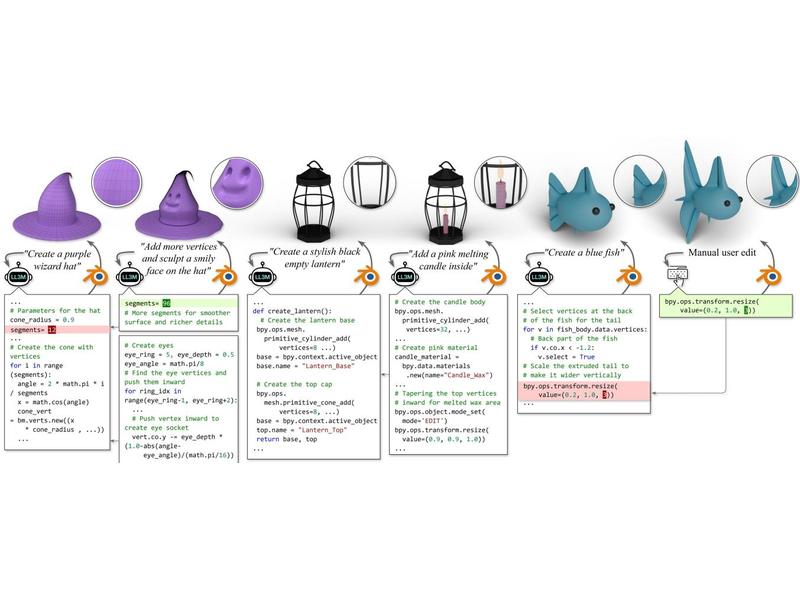 "Create a purple
wizard hat"
LL3M
...
# Parameters for the hat
cone_radius = 0.9
segments= 12
...
# Create the cone with
vertices
for i in range
(segments):
angle = 2 * math.pi * i
/ segments
x = math.cos(angle)
cone_vert
= bm.verts.new((x
* cone_radius , ...))
...
"Add more vertices
and sculpt a smily
face on the hat"
LL3M
segments= 96
# More segments for smoother
surface and richer details
# Create eyes
eye_ring = 5, eye_depth = 0.5
eye_angle = math.pi/8
# Find the eye vertices and
push them inward
for ring_idx in
range(eye_ring-1, eye_ring+2):
...
# Push vertex inward to
create eye socket
vert.co.y -= eye_depth *
(1.0-abs(angle-
eye_angle)/(math.pi/16))
"Create a stylish black
empty lantern"
LL3M
...
def create_lantern():
# Create the lantern base
bpy.ops.mesh.
primitive_cylinder_add(
vertices=8 ...)
base = bpy.context.active_object
base.name = "Lantern_Base"
# Create the top cap
bpy.ops.
mesh.primitive_cone_add(
vertices=8, ...)
base = bpy.context.active_object
top.name = "Lantern_Top"
return base, top
...
"Add a pink melting
candle inside"
LL3M
# Create the candle body
bpy.ops.mesh.
primitive_cylinder_add(
vertices=32, ...)
...
# Create pink material
candle_material =
bpy.data.materials
.new(name="Candle_Wax")
...
# Tapering the top vertices
# inward for melted wax area
bpy.ops.object.mode_set(
mode='EDIT')
bpy.ops.transform.resize(
value=(0.9, 0.9, 1.0))
...
"Create a blue fish"
LL3M
...
# Select vertices at the back
# of the fish for the tail
for v in fish_body.data.vertices:
# Back part of the fish
if v.co.x < -1.2:
v.select = True
# Scale the extruded tail to
# make it wider vertically
bpy.ops.transform.resize(
value=(0.2, 1.0, 3))
...
Manual user edit
bpy.ops.transform.resize(
value=(0.2, 1.0, ))